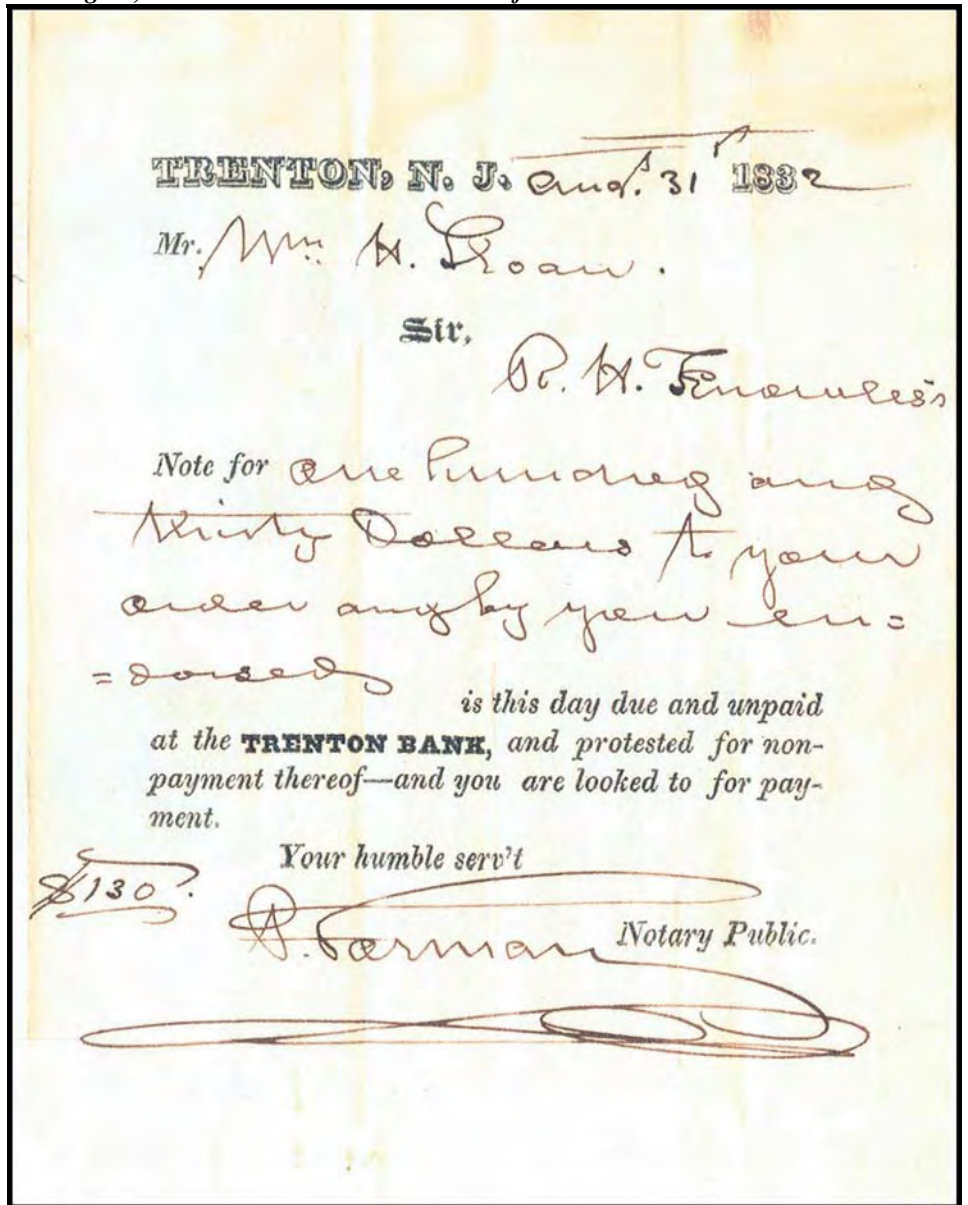 TRENTON, N. J. Aug.t 31 1832
Mr. Wm. H. Sloan.
Sir,
R. H. Knowles's
Note for One hundred and
thirty Dollars to your
order and by you en=
=dorsed
is this day due and unpaid
at the TRENTON BANK, and protested for non-
payment thereof—and you are looked to for pay-
ment.
Your humble serv't
$130.
P. Forman Notary Public.